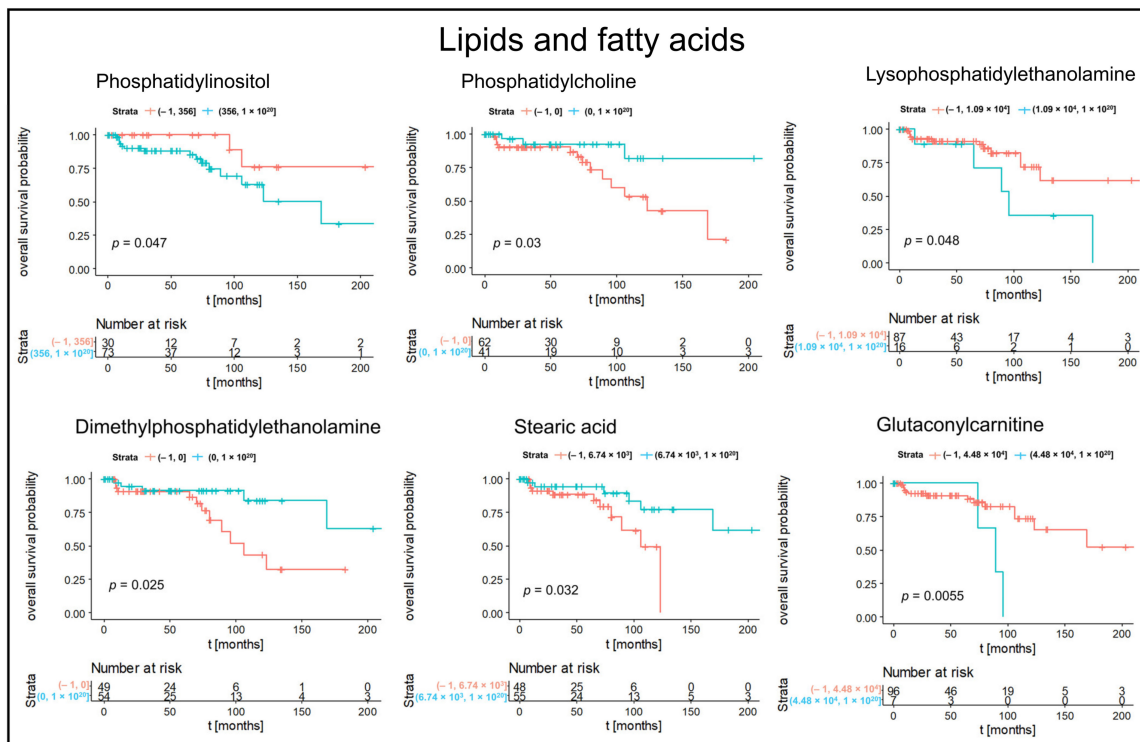 Lipids and fatty acids
Phosphatidylinositol
Strata (– 1, 356] (356, 1 × 10²⁰]
overall survival probability
1.00
0.75
0.50
0.25
0.00
p = 0.047
0 50 100 150 200
t [months]
Number at risk
Strata
(– 1, 356] 30 12 7 2 2
(356, 1 × 10²⁰] 73 37 12 3 1
0 50 100 150 200
t [months]
Phosphatidylcholine
Strata (– 1, 0] (0, 1 × 10²⁰]
overall survival probability
1.00
0.75
0.50
0.25
0.00
p = 0.03
0 50 100 150 200
t [months]
Number at risk
Strata
(– 1, 0] 62 30 9 2 0
(0, 1 × 10²⁰] 41 19 10 3 3
0 50 100 150 200
t [months]
Lysophosphatidylethanolamine
Strata (– 1, 1.09 × 10⁴] (1.09 × 10⁴, 1 × 10²⁰]
overall survival probability
1.00
0.75
0.50
0.25
0.00
p = 0.048
0 50 100 150 200
t [months]
Number at risk
Strata
(– 1, 1.09 × 10⁴] 87 43 17 4 3
(1.09 × 10⁴, 1 × 10²⁰] 16 6 2 1 0
0 50 100 150 200
t [months]
Dimethylphosphatidylethanolamine
Strata (– 1, 0] (0, 1 × 10²⁰]
overall survival probability
1.00
0.75
0.50
0.25
0.00
p = 0.025
0 50 100 150 200
t [months]
Number at risk
Strata
(– 1, 0] 49 24 6 1 0
(0, 1 × 10²⁰] 54 25 13 4 3
0 50 100 150 200
t [months]
Stearic acid
Strata (– 1, 6.74 × 10³] (6.74 × 10³, 1 × 10²⁰]
overall survival probability
1.00
0.75
0.50
0.25
0.00
p = 0.032
0 50 100 150 200
t [months]
Number at risk
Strata
(– 1, 6.74 × 10³] 48 25 6 0 0
(6.74 × 10³, 1 × 10²⁰] 55 24 13 5 3
0 50 100 150 200
t [months]
Glutaconylcarnitine
Strata (– 1, 4.48 × 10⁴] (4.48 × 10⁴, 1 × 10²⁰]
overall survival probability
1.00
0.75
0.50
0.25
0.00
p = 0.0055
0 50 100 150 200
t [months]
Number at risk
Strata
(– 1, 4.48 × 10⁴] 96 46 19 5 3
(4.48 × 10⁴, 1 × 10²⁰] 7 3 0 0 0
0 50 100 150 200
t [months]